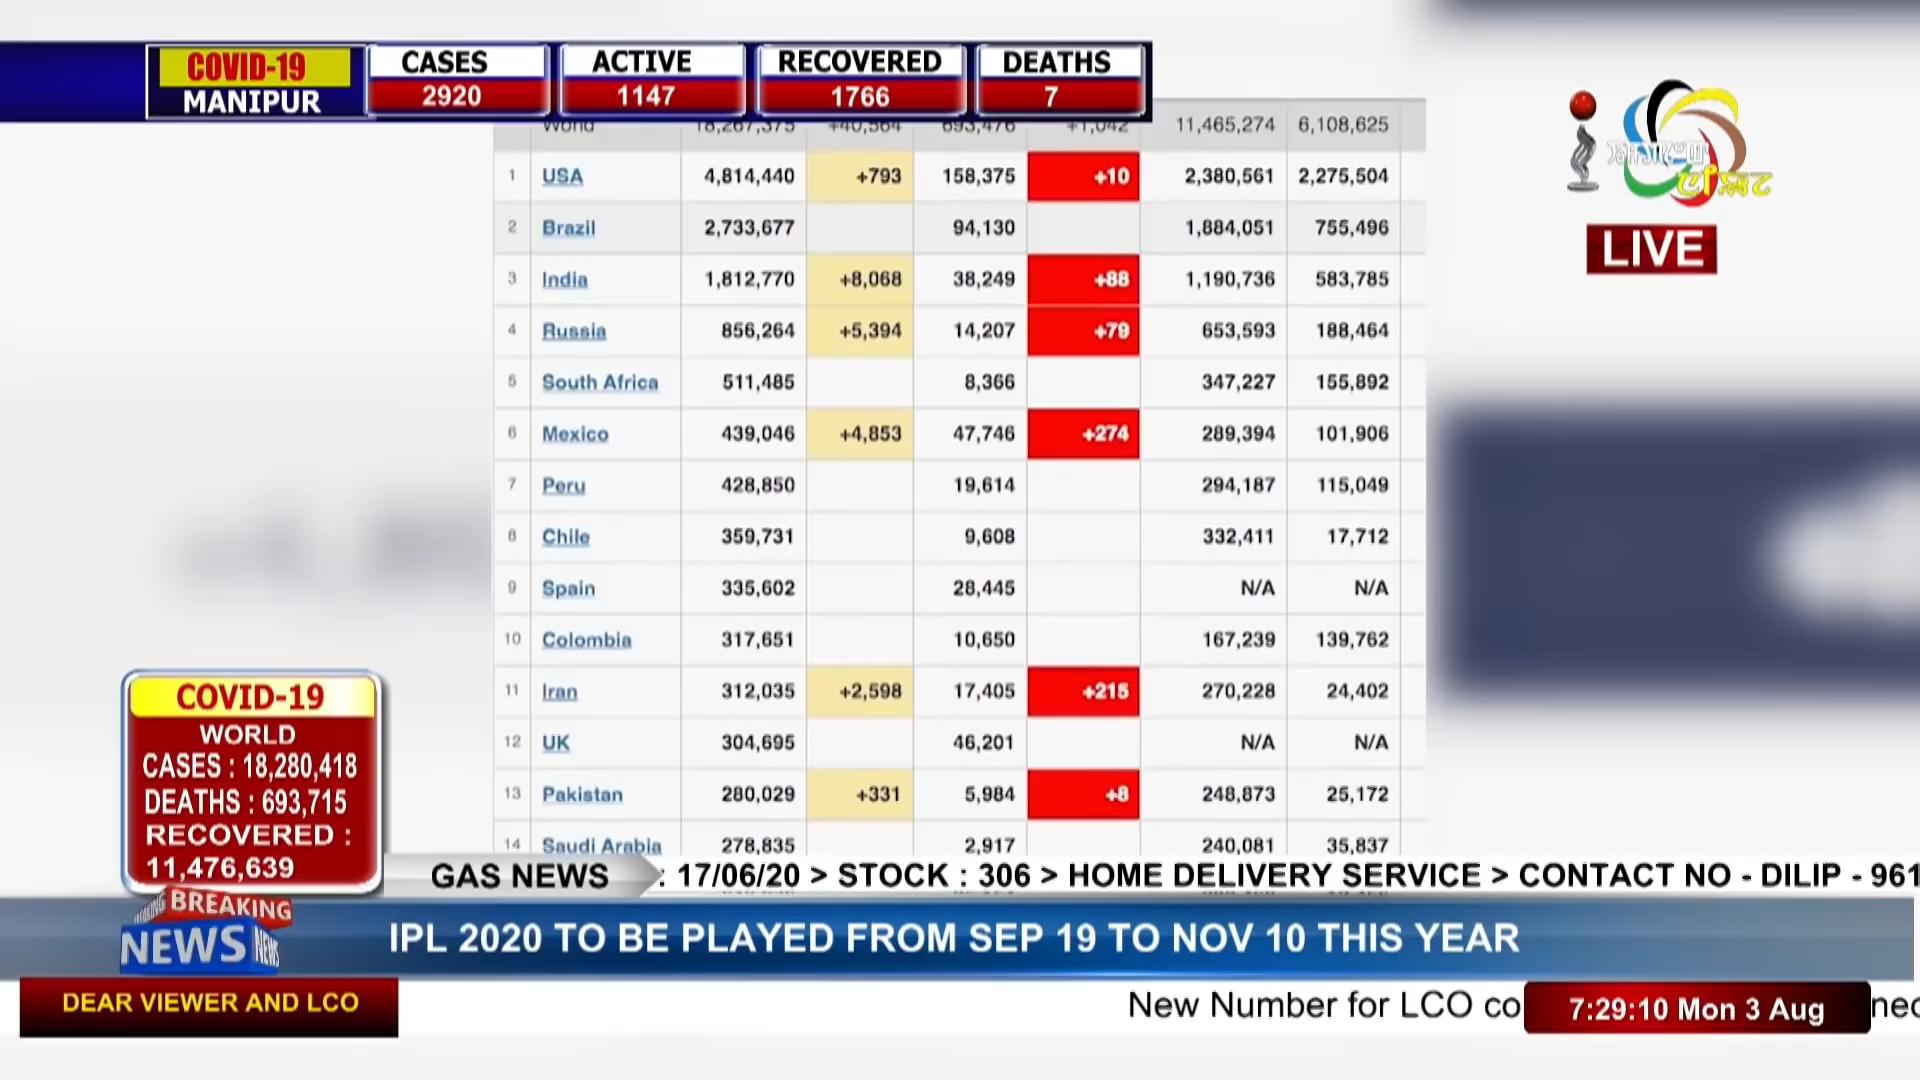 COVID-19 CASES ACTIVE RECOVERED DEATHS
MANIPUR 2920 1147 1766 7
World 18,267,375 +40,564 693,476 +1,042 11,465,274 6,108,625
1 USA 4,814,440 +793 158,375 +10 2,380,561 2,275,504
2 Brazil 2,733,677 94,130 1,884,051 755,496
3 India 1,812,770 +8,068 38,249 +88 1,190,736 583,785
4 Russia 856,264 +5,394 14,207 +79 653,593 188,464
5 South Africa 511,485 8,366 347,227 155,892
6 Mexico 439,046 +4,853 47,746 +274 289,394 101,906
7 Peru 428,850 19,614 294,187 115,049
8 Chile 359,731 9,608 332,411 17,712
9 Spain 335,602 28,445 N/A N/A
10 Colombia 317,651 10,650 167,239 139,762
11 Iran 312,035 +2,598 17,405 +215 270,228 24,402
12 UK 304,695 46,201 N/A N/A
13 Pakistan 280,029 +331 5,984 +8 248,873 25,172
14 Saudi Arabia 278,835 2,917 240,081 35,837
LIVE
COVID-19
WORLD
CASES : 18,280,418
DEATHS : 693,715
RECOVERED :
11,476,639
GAS NEWS : 17/06/20 > STOCK : 306 > HOME DELIVERY SERVICE > CONTACT NO - DILIP - 961
BREAKING
NEWS NEWS
IPL 2020 TO BE PLAYED FROM SEP 19 TO NOV 10 THIS YEAR
DEAR VIEWER AND LCO
New Number for LCO co
7:29:10 Mon 3 Aug